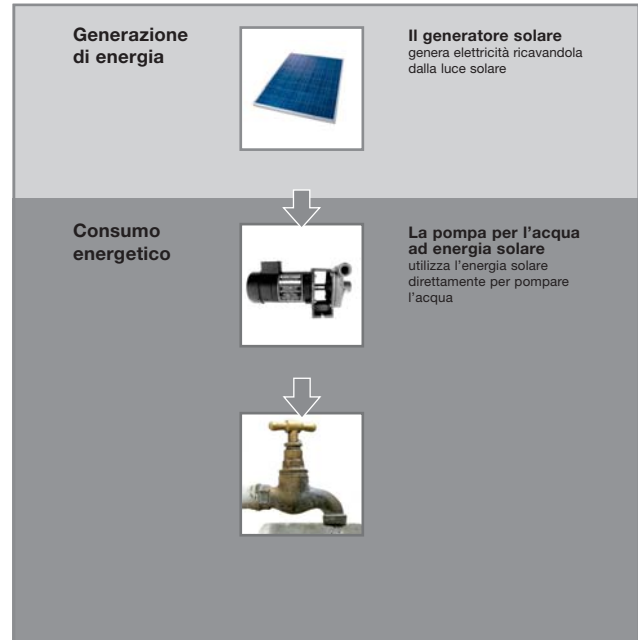 Generazione
di energia
Il generatore solare
genera elettricità ricavandola
dalla luce solare
Consumo
energetico
La pompa per l'acqua
ad energia solare
utilizza l'energia solare
direttamente per pompare
l'acqua